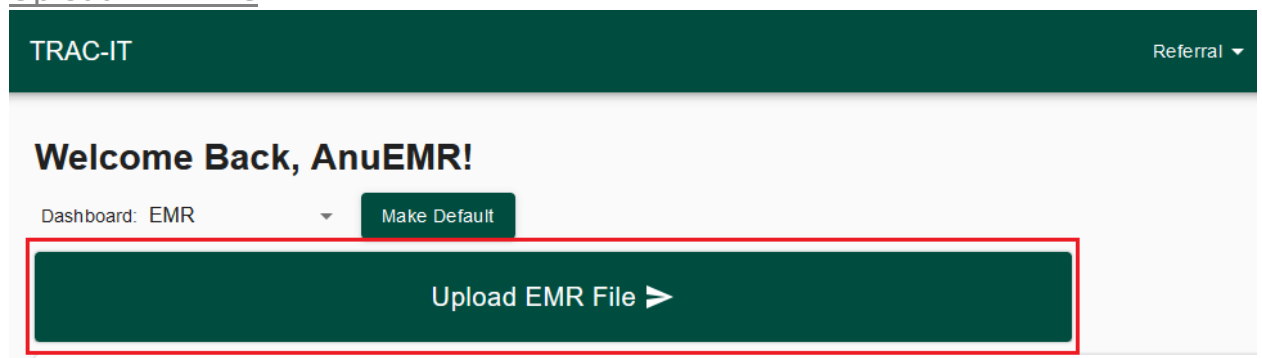 TRAC-IT
Referral
Welcome Back, AnuEMR!
Dashboard: EMR
Make Default
Upload EMR File